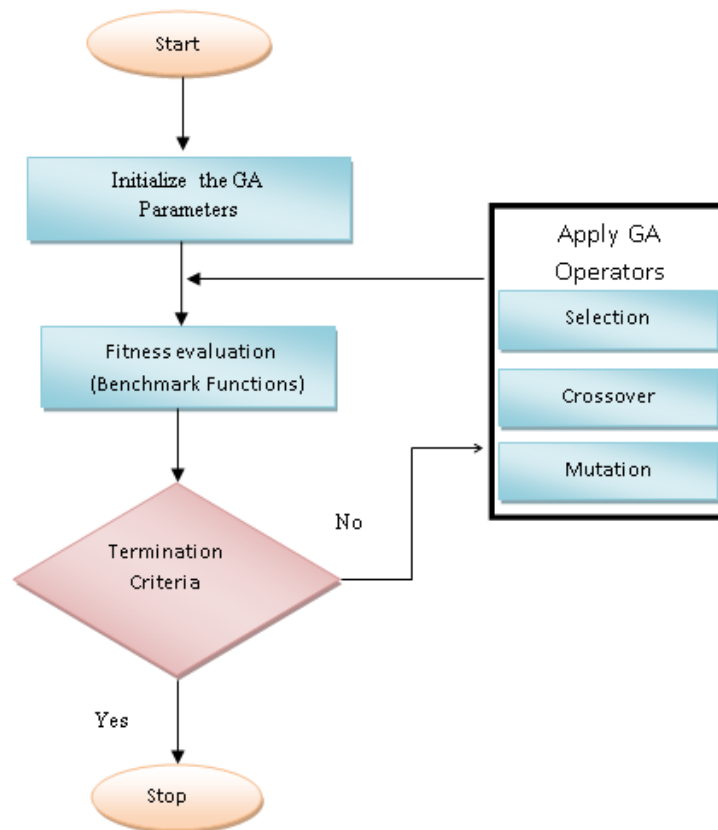 Start
Initialize the GA
Parameters
Apply GA
Operators
Selection
Crossover
Mutation
Fitness evaluation
(Benchmark Functions)
No
Termination
Criteria
Yes
Stop